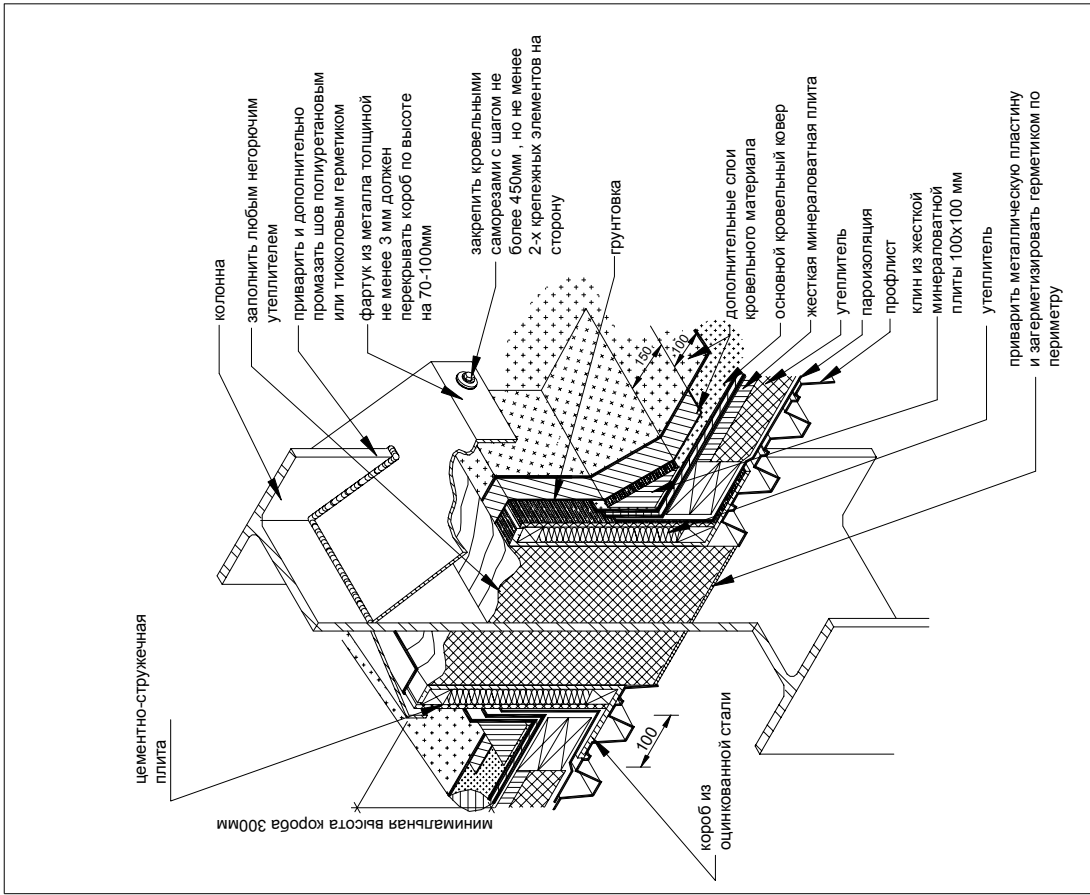 колонна
заполнить любым негорючим
утеплителем
приварить и дополнительно
промазать шов полиуретановым
или тиоколовым герметиком
фартук из металла толщиной
не менее 3 мм должен
перекрывать короб по высоте
на 70-100мм
закрепить кровельными
саморезами с шагом не
более 450мм , но не менее
2-х крепежных элементов на
сторону
грунтовка
дополнительные слои
кровельного материала
основной кровельный ковер
жесткая минераловатная плита
утеплитель
пароизоляция
профлист
клин из жесткой
минераловатной
плиты 100х100 мм
утеплитель
приварить металлическую пластину
и загерметизировать герметиком по
периметру
цементно-стружечная
плита
минимальная высота короба 300мм
короб из
оцинкованной стали
100
150
100